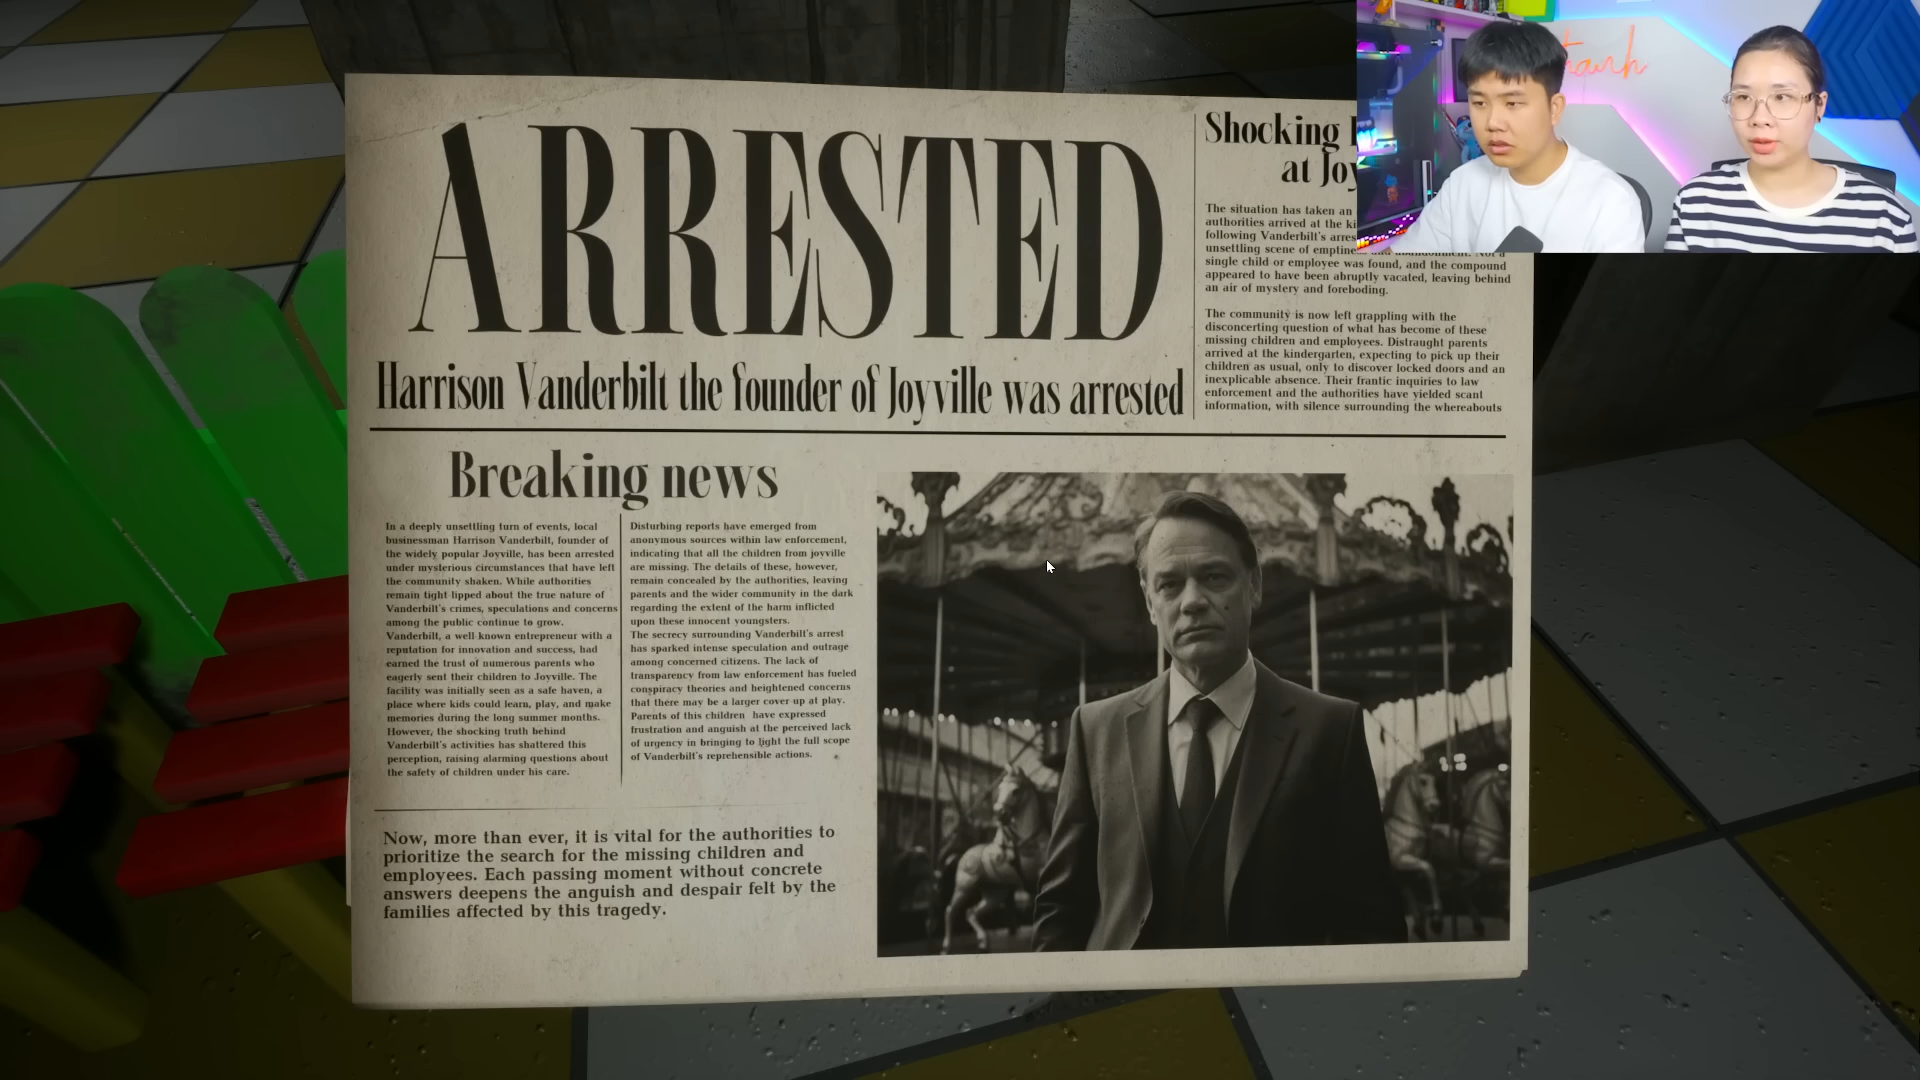 ARRESTED
Harrison Vanderbilt the founder of Joyville was arrested
Shocking
at
The situation has taken an
authorities arrived at the
following Vanderbilt's
unsettling scene of
single child or employee was found, and the compound
appeared to have been abruptly vacated, leaving behind
an air of mystery and foreboding.
The community is now left grappling with the
disconcerting question of what has become of these
missing children and employees. Distraught parents
arrived at the kindergarten, expecting to pick up their
children as usual, only to discover locked doors and an
inexplicable absence. Their frantic inquiries to law
enforcement and the authorities have yielded scant
information, with silence surrounding the whereabouts
Breaking news
In a deeply unsettling turn of events, local
businessman Harrison Vanderbilt, founder of
the widely popular Joyville, has been arrested
under mysterious circumstances that have left
the community shaken. While authorities
remain tight-lipped about the true nature of
Vanderbilt's crimes, speculations and concerns
among the public continue to grow.
Vanderbilt, a well-known entrepreneur with a
reputation for innovation and success, had
earned the trust of numerous parents who
eagerly sent their children to Joyville. The
facility was initially seen as a safe haven, a
place where kids could learn, play, and make
memories during the long summer months.
However, the shocking truth behind
Vanderbilt's activities has shattered this
perception, raising alarming questions about
the safety of children under his care.
Disturbing reports have emerged from
anonymous sources within law enforcement,
indicating that all the children from joyville
are missing. The details of these, however,
remain concealed by the authorities, leaving
parents and the wider community in the dark
regarding the extent of the harm inflicted
upon these innocent youngsters.
The secrecy surrounding Vanderbilt's arrest
has sparked intense speculation and outrage
among concerned citizens. The lack of
transparency from law enforcement has fueled
conspiracy theories and heightened concerns
that there may be a larger cover-up at play.
Parents of this children have expressed
frustration and anguish at the perceived lack
of urgency in bringing to light the full scope
of Vanderbilt's reprehensible actions.
Now, more than ever, it is vital for the authorities to
prioritize the search for the missing children and
employees. Each passing moment without concrete
answers deepens the anguish and despair felt by the
families affected by this tragedy.